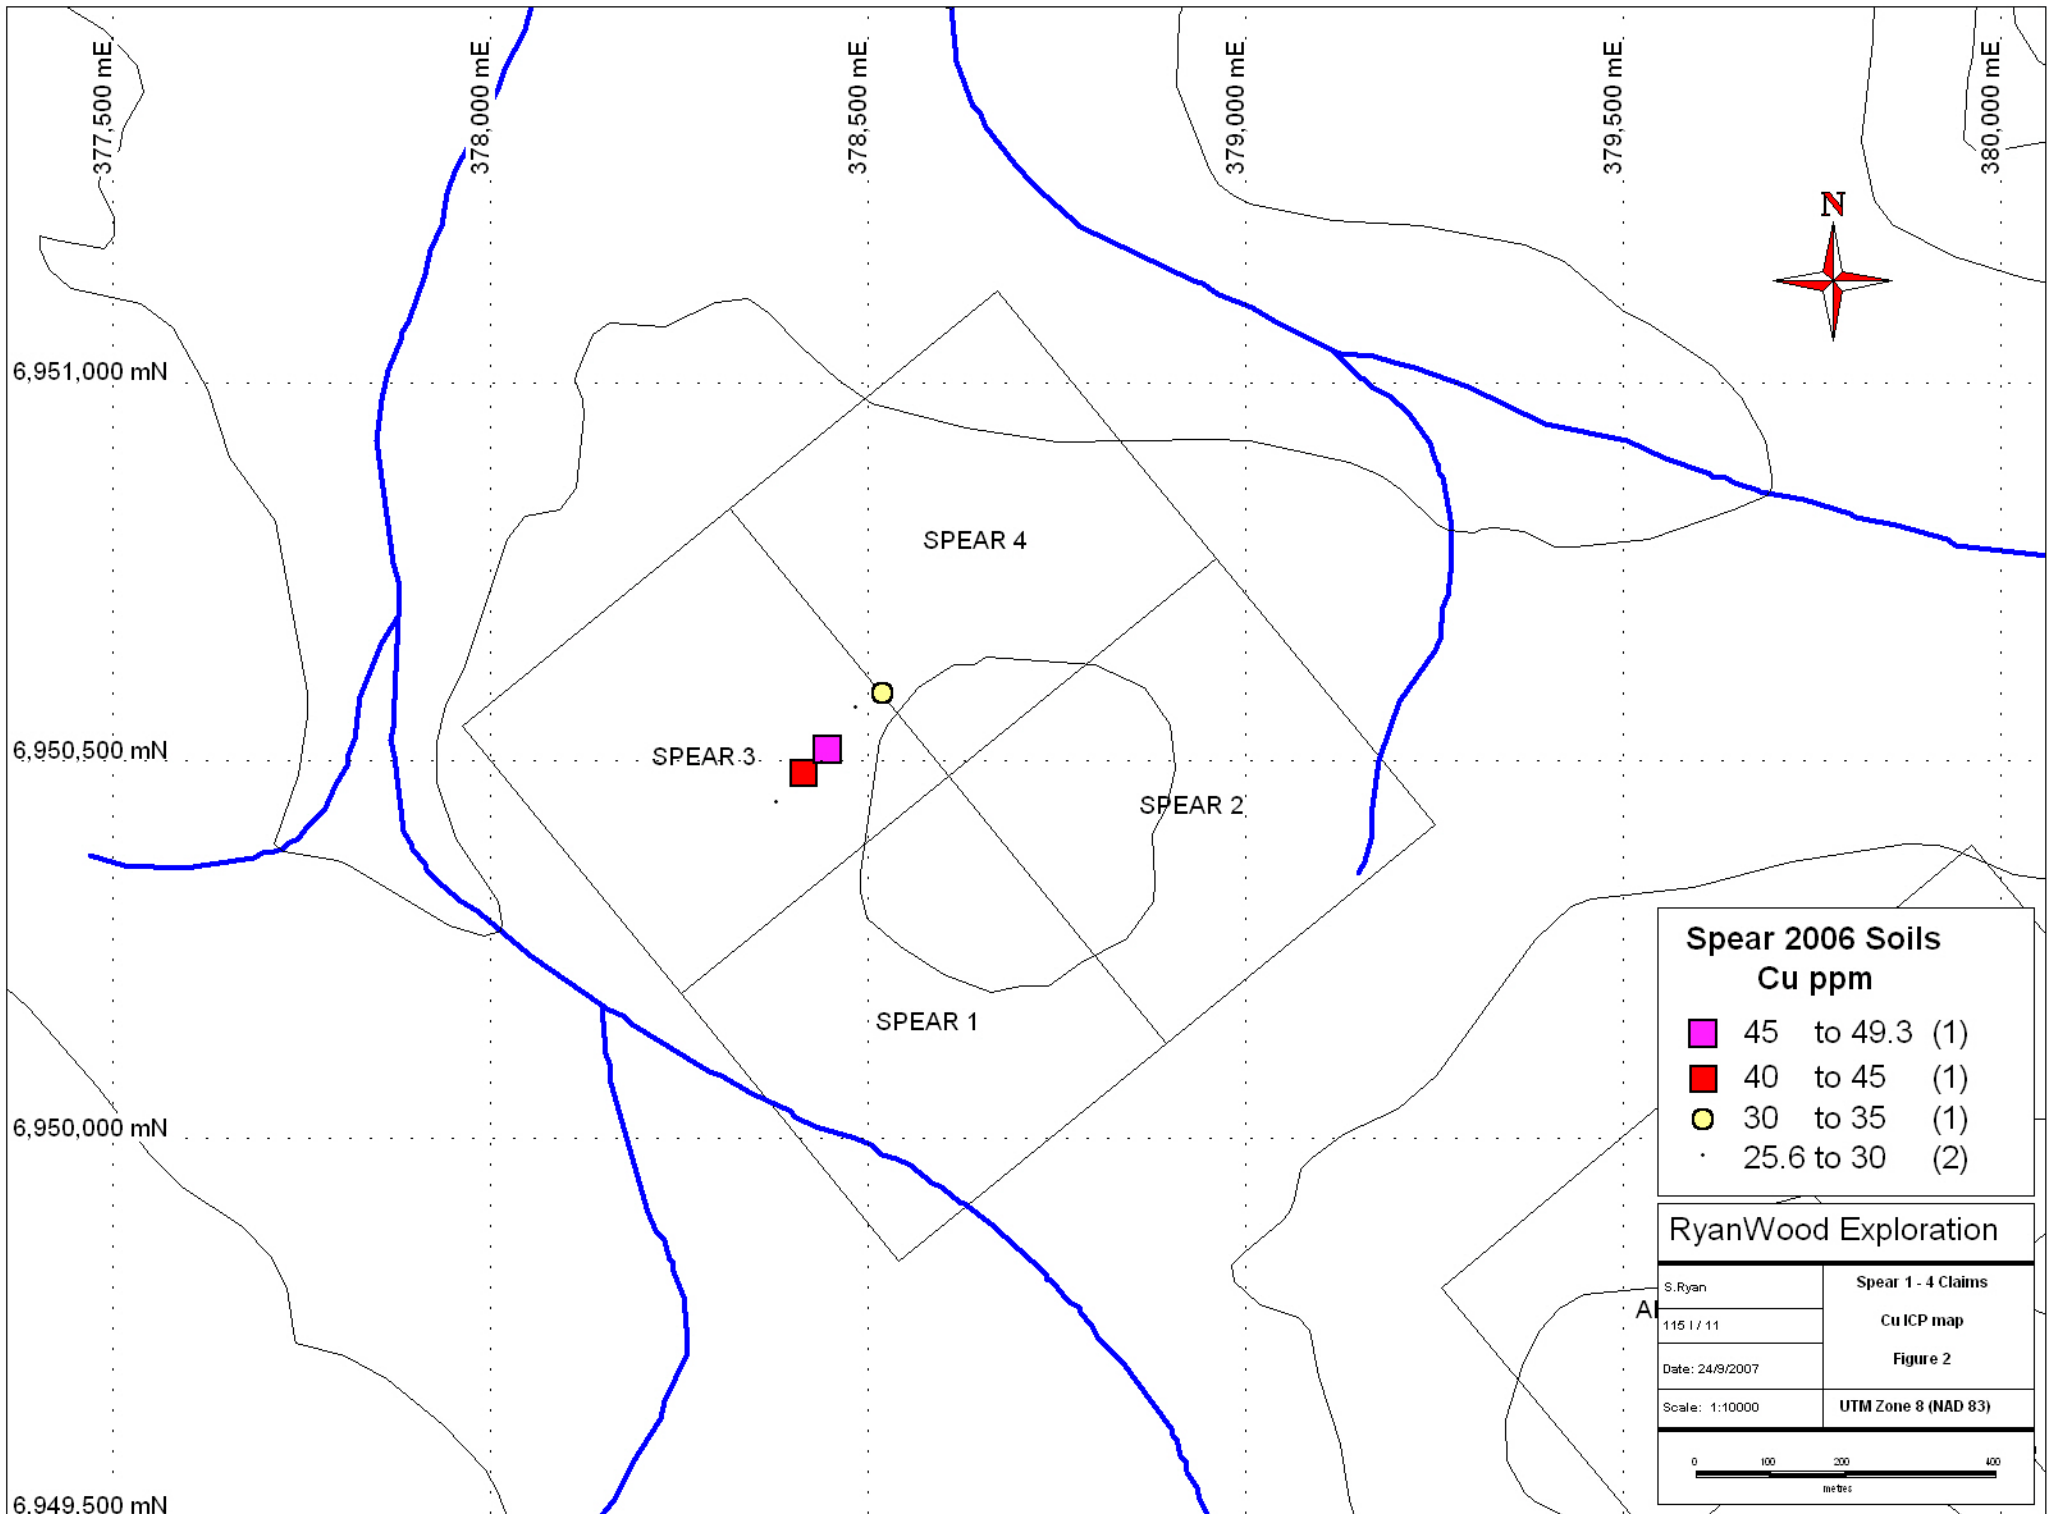 377,500 mE
378,000 mE
378,500 mE
379,000 mE
379,500 mE
380,000 mE
N
6,951,000 mN
SPEAR 4
6,950,500 mN
SPEAR 3
SPEAR 2
SPEAR 1
6,950,000 mN
6,949,500 mN
Spear 2006 Soils
Cu ppm
45 to 49.3 (1)
40 to 45 (1)
30 to 35 (1)
25.6 to 30 (2)
RyanWood Exploration
S.Ryan
115 I / 11
Date: 24/9/2007
Scale: 1:10000
Spear 1 - 4 Claims
Cu ICP map
Figure 2
UTM Zone 8 (NAD 83)
0 100 200 400
metres